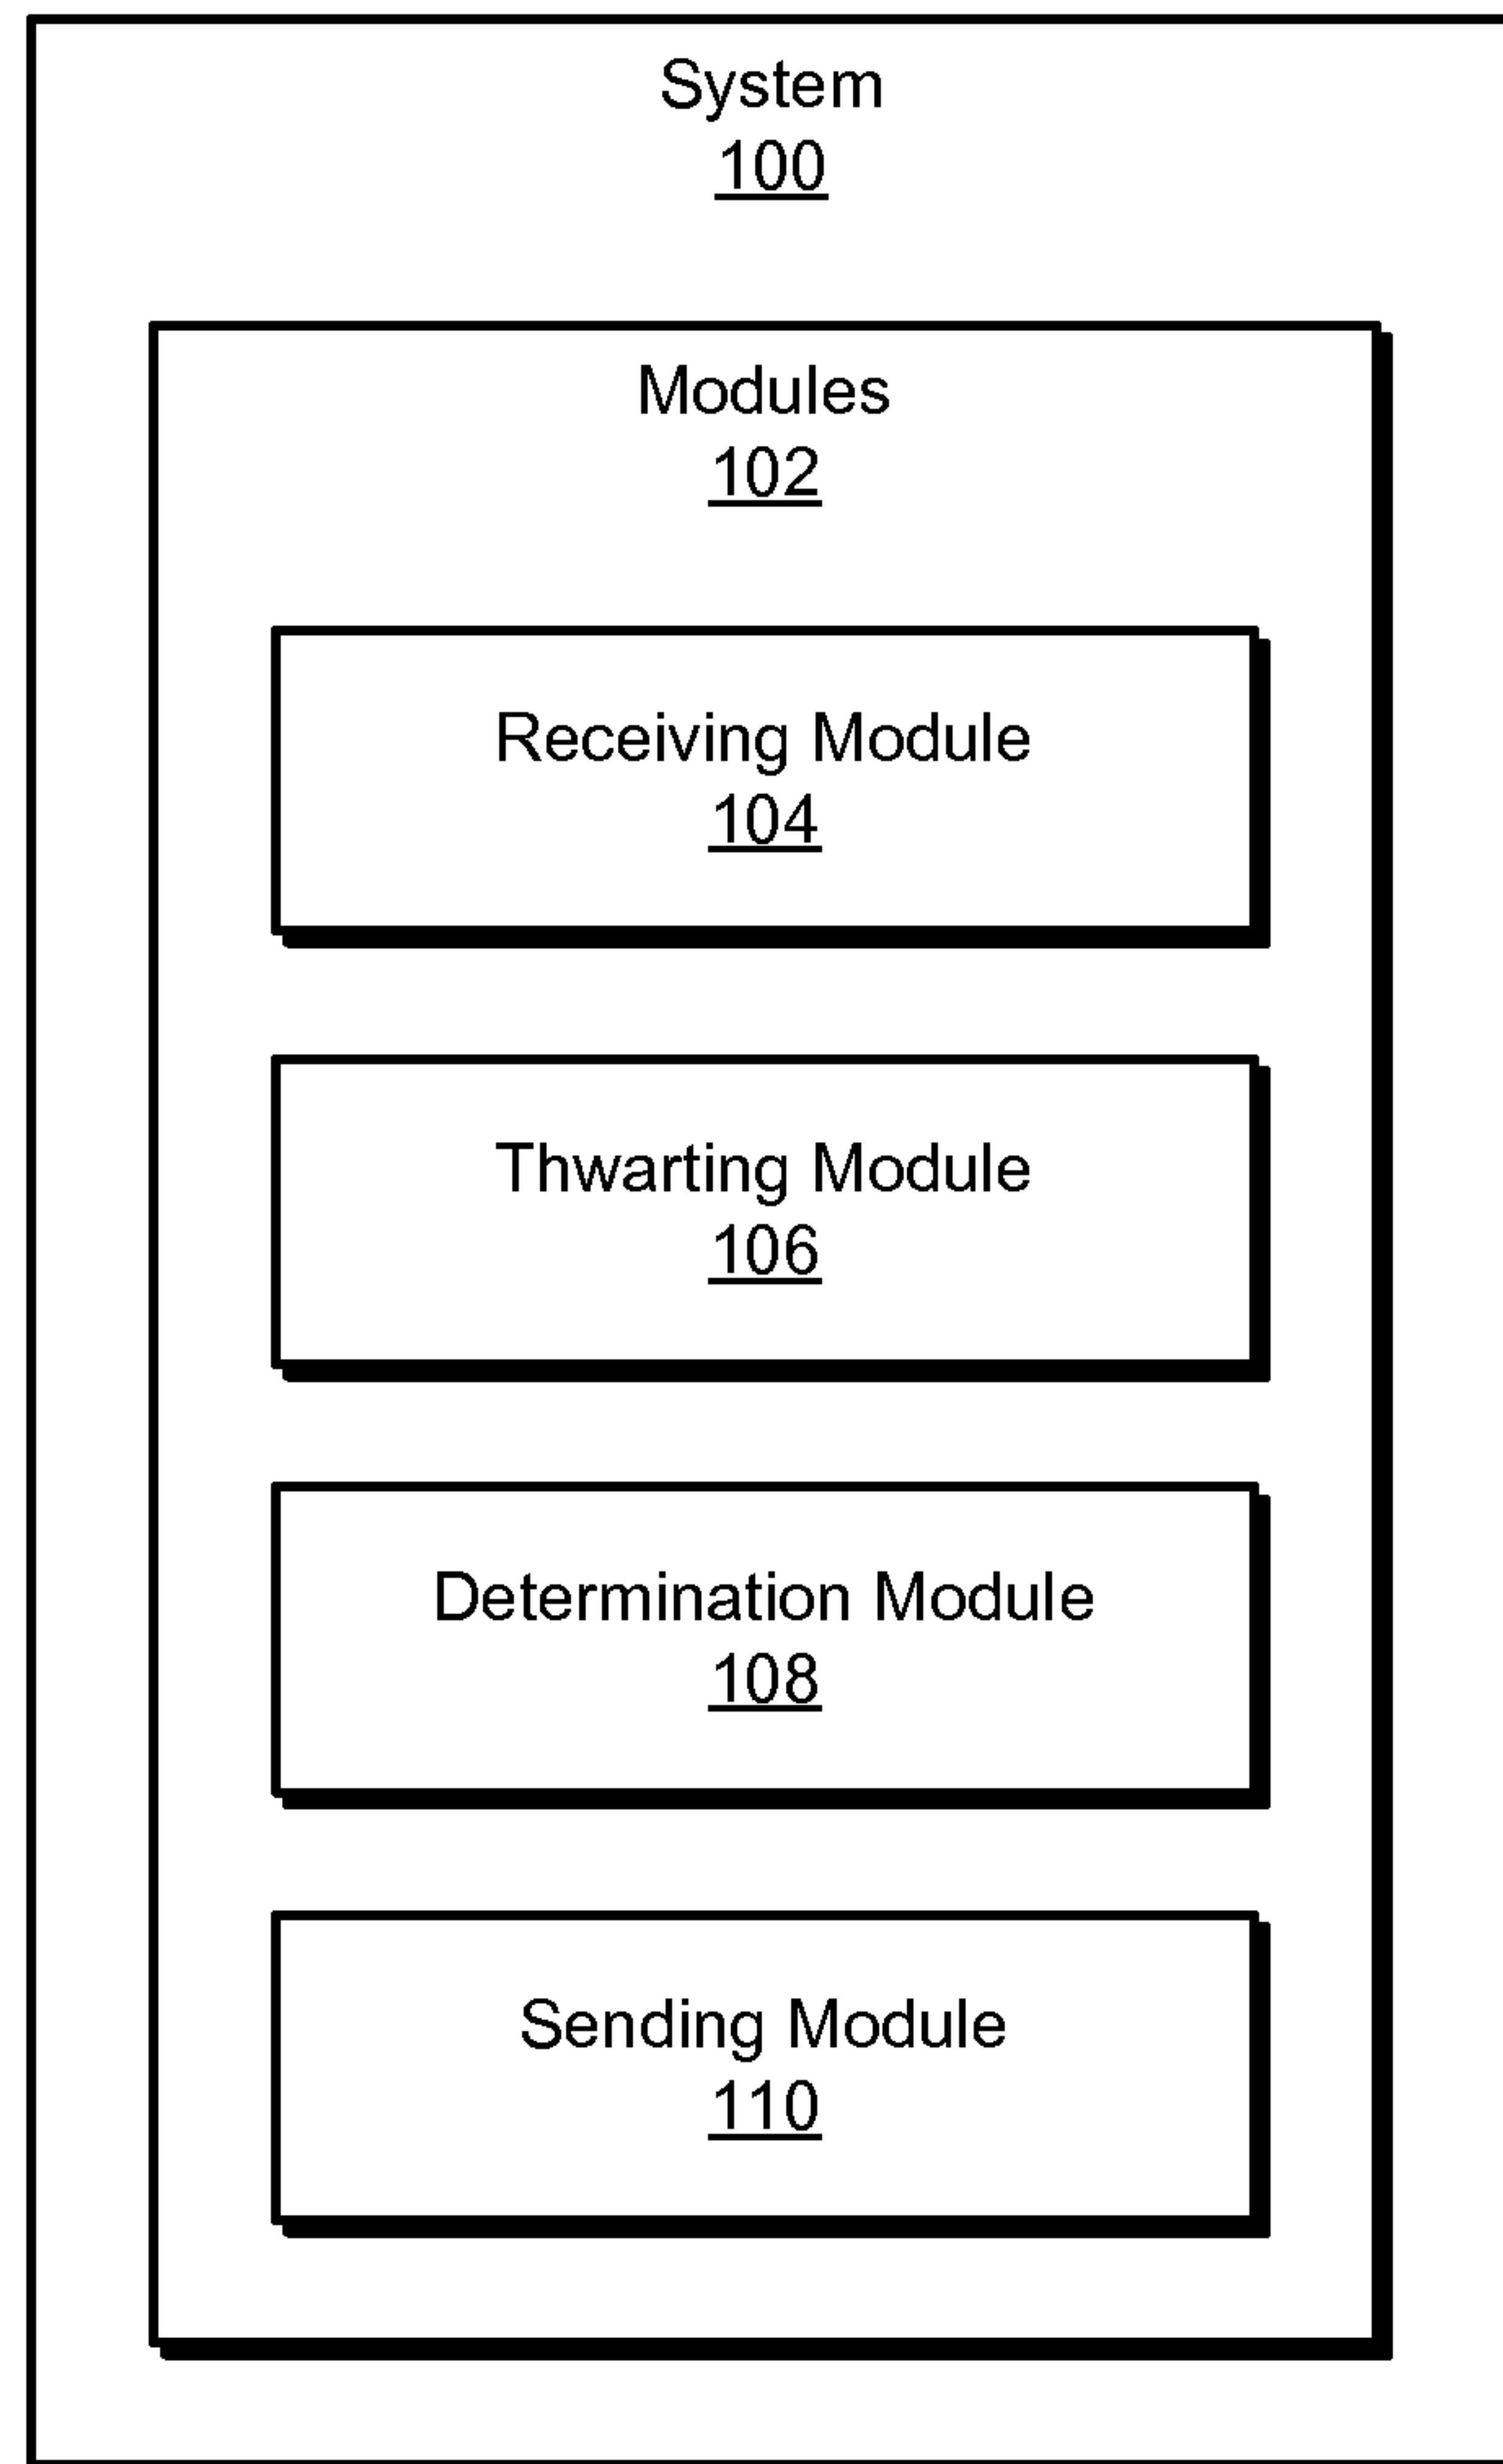 System
100
Modules
102
Receiving Module
104
Thwarting Module
106
Determination Module
108
Sending Module
110